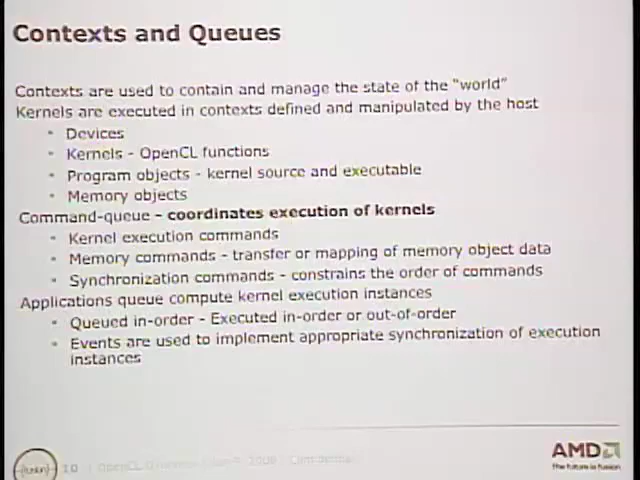 Contexts and Queues
Contexts are used to contain and manage the state of the "world"
Kernels are executed in contexts defined and manipulated by the host
• Devices
• Kernels - OpenCL functions
• Program objects - kernel source and executable
• Memory objects
Command-queue – coordinates execution of kernels
• Kernel execution commands
• Memory commands - transfer or mapping of memory object data
• Synchronization commands - constrains the order of commands
Applications queue compute kernel execution instances
• Queued in-order - Executed in-order or out-of-order
• Events are used to implement appropriate synchronization of execution
instances
fusion 10 | OpenCL 2009
AMD
The future is fusion